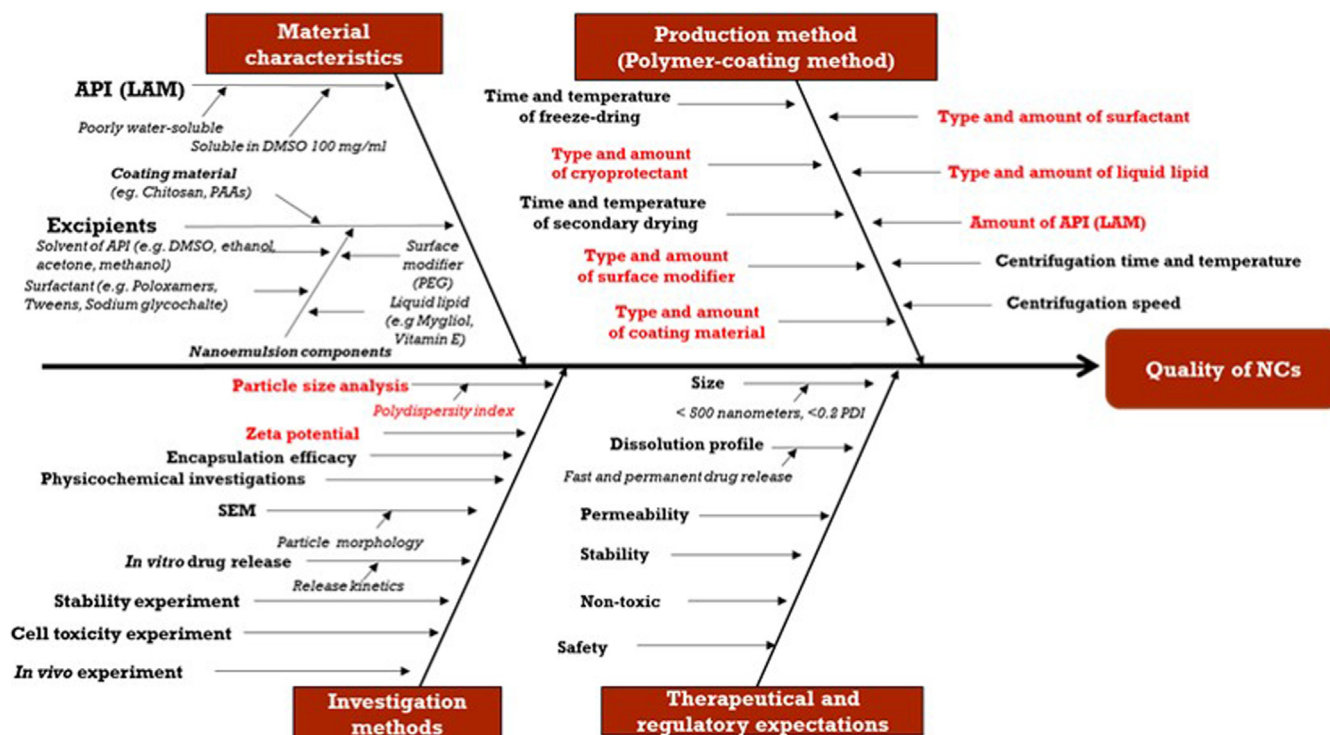 Material
characteristics
API (LAM)
Poorly water-soluble
Soluble in DMSO 100 mg/ml
Coating material
(eg. Chitosan, PAAs)
Excipients
Solvent of API (e.g. DMSO, ethanol,
acetone, methanol)
Surfactant (e.g. Poloxamers,
Tweens, Sodium glycochalte)
Surface
modifier
(PEG)
Liquid lipid
(e.g Mygliol,
Vitamin E)
Nanoemulsion components
Production method
(Polymer-coating method)
Time and temperature
of freeze-dring
Type and amount
of cryoprotectant
Time and temperature
of secondary drying
Type and amount
of surface modifier
Type and amount
of coating material
Type and amount of surfactant
Type and amount of liquid lipid
Amount of API (LAM)
Centrifugation time and temperature
Centrifugation speed
Quality of NCs
Particle size analysis
Polydispersity index
Zeta potential
Encapsulation efficacy
Physicochemical investigations
SEM
Particle morphology
In vitro drug release
Release kinetics
Stability experiment
Cell toxicity experiment
In vivo experiment
Investigation
methods
Size
< 500 nanometers, <0.2 PDI
Dissolution profile
Fast and permanent drug release
Permeability
Stability
Non-toxic
Safety
Therapeutical and
regulatory expectations